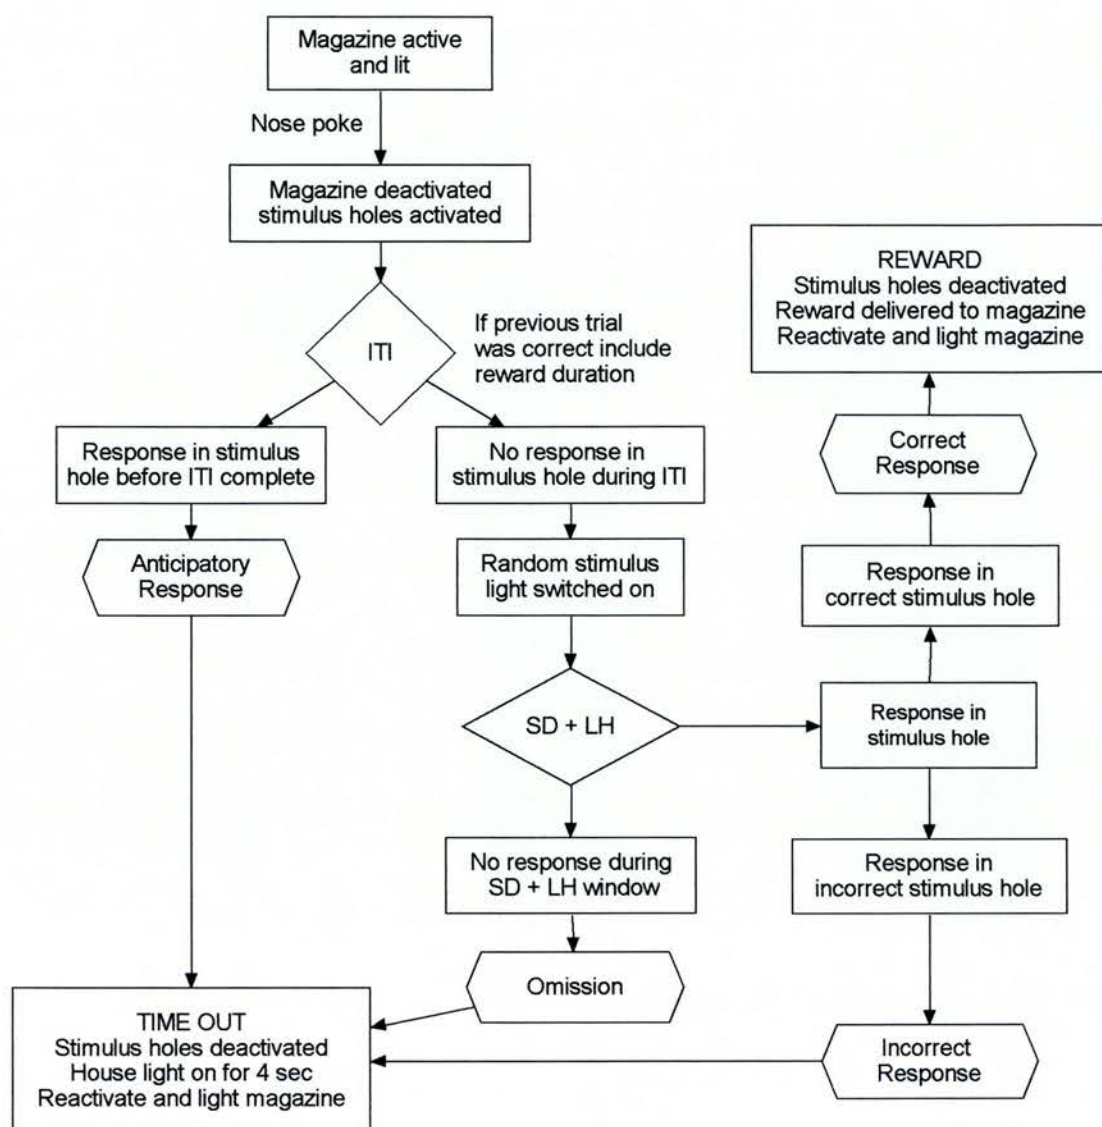 Magazine active
and lit
Nose poke
Magazine deactivated
stimulus holes activated
ITI
If previous trial
was correct include
reward duration
Response in stimulus
hole before ITI complete
No response in
stimulus hole during ITI
Anticipatory
Response
Random stimulus
light switched on
SD + LH
No response during
SD + LH window
Omission
TIME OUT
Stimulus holes deactivated
House light on for 4 sec
Reactivate and light magazine
REWARD
Stimulus holes deactivated
Reward delivered to magazine
Reactivate and light magazine
Correct
Response
Response in
correct stimulus hole
Response in
stimulus hole
Response in
incorrect stimulus hole
Incorrect
Response